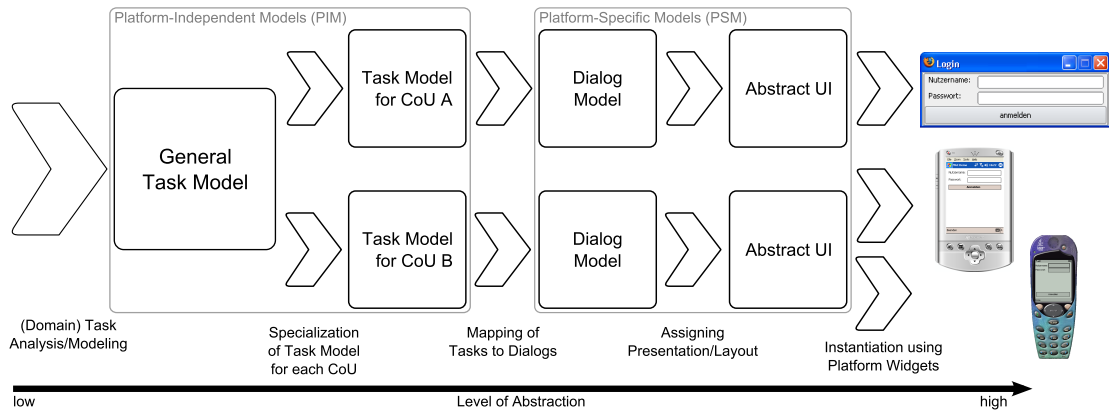 Platform-Independent Models (PIM)
Platform-Specific Models (PSM)
General
Task Model
Task Model
for CoU A
Dialog
Model
Abstract UI
Login
Nutzername:
Passwort:
anmelden
Task Model
for CoU B
Dialog
Model
Abstract UI
(Domain) Task
Analysis/Modeling
Specialization
of Task Model
for each CoU
Mapping of
Tasks to Dialogs
Assigning
Presentation/Layout
Instantiation using
Platform Widgets
low
Level of Abstraction
high